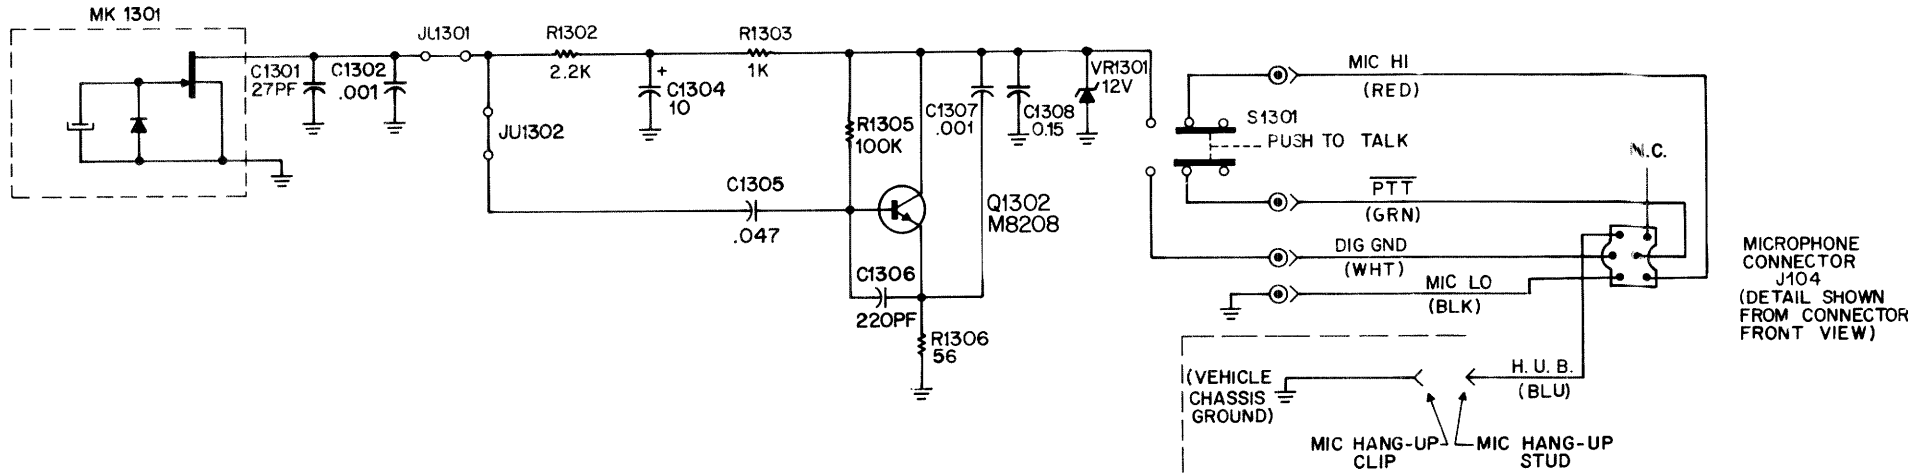 MK 1301
C1301
27PF
C1302
.001
JU1301
R1302
2.2K
+
C1304
10
R1303
1K
JU1302
R1305
100K
C1305
.047
C1306
220PF
Q1302
M8208
R1306
56
C1307
.001
C1308
0.15
VR1301
12V
S1301
PUSH TO TALK
MIC HI
(RED)
PTT
(GRN)
DIG GND
(WHT)
MIC LO
(BLK)
N.C.
H. U. B.
(BLU)
MICROPHONE
CONNECTOR
J104
(DETAIL SHOWN
FROM CONNECTOR
FRONT VIEW)
(VEHICLE
CHASSIS
GROUND)
MIC HANG-UP
CLIP
MIC HANG-UP
STUD